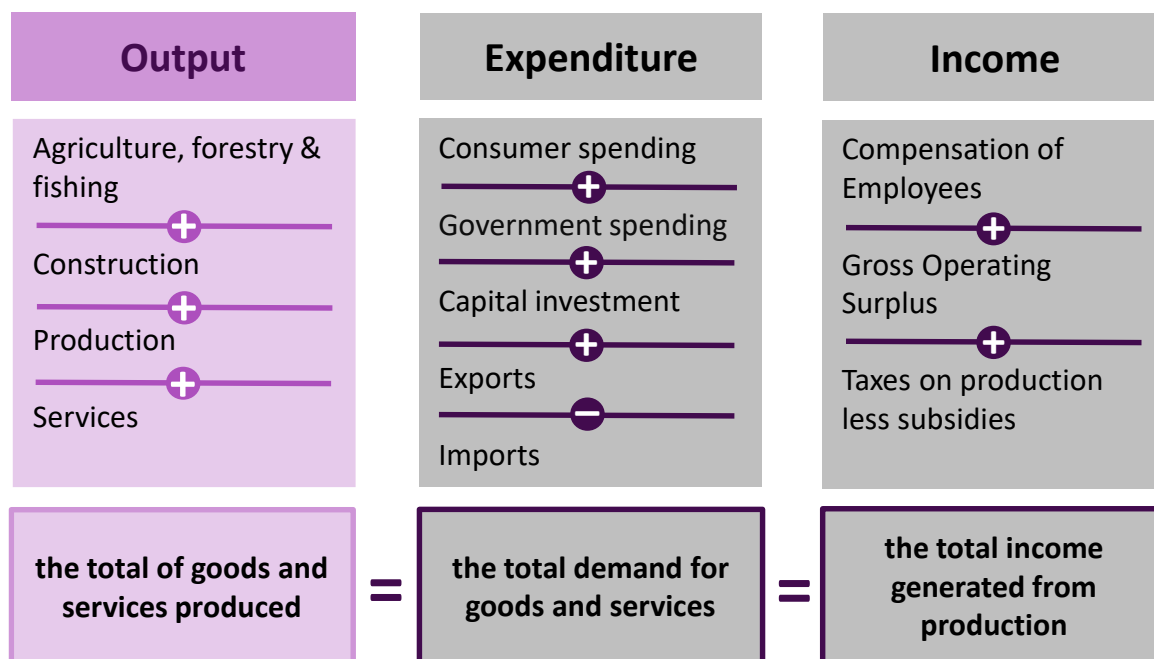 Output
Agriculture, forestry &
fishing
+
Construction
+
Production
+
Services
the total of goods and
services produced
=
Expenditure
Consumer spending
+
Government spending
+
Capital investment
+
Exports
−
Imports
the total demand for
goods and services
=
Income
Compensation of
Employees
+
Gross Operating
Surplus
+
Taxes on production
less subsidies
the total income
generated from
production